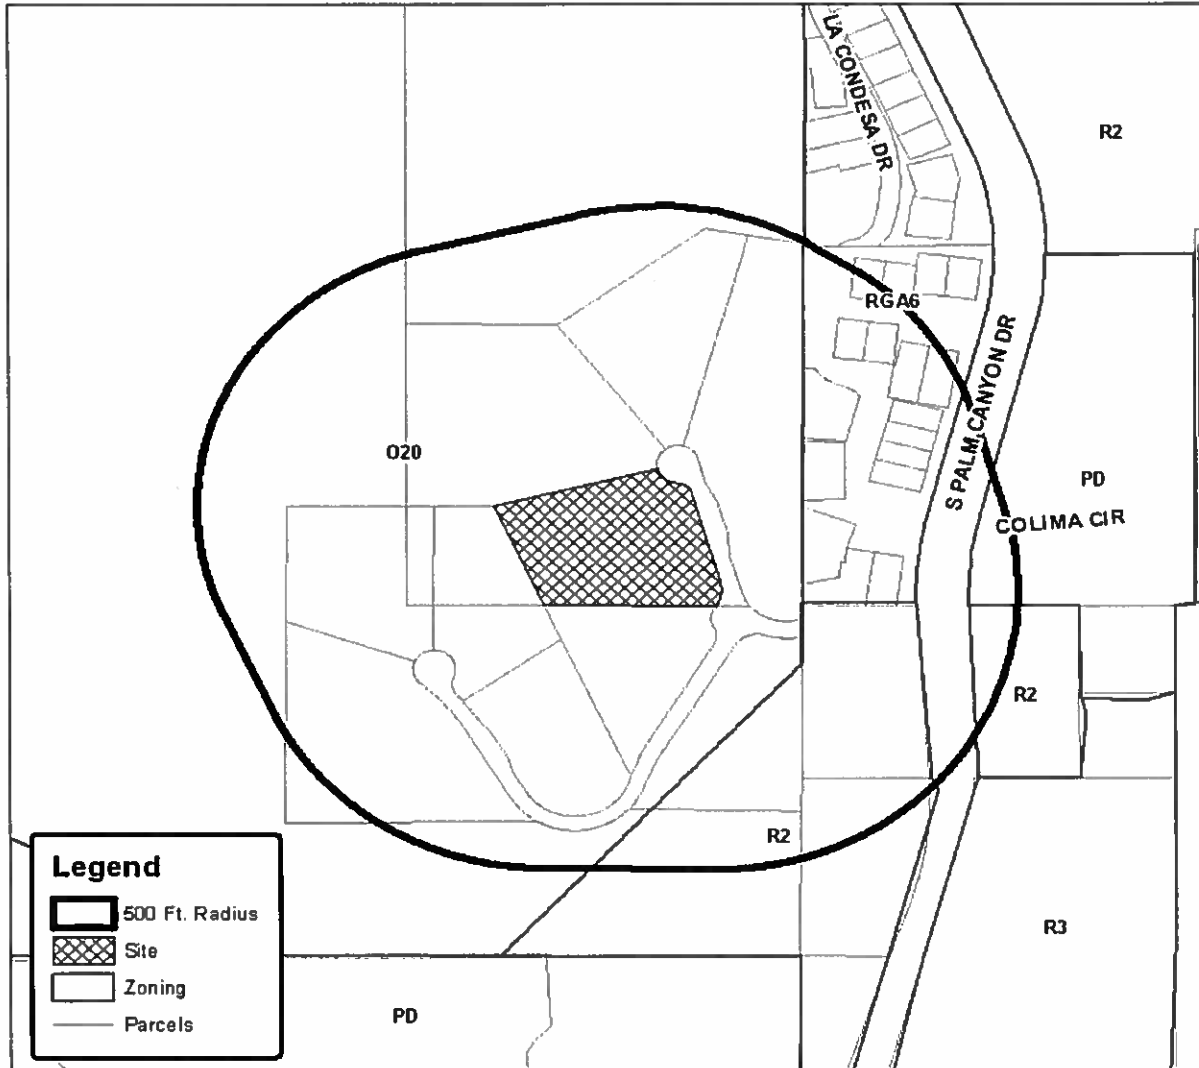 LA CONDESA DR
R2
RGA6
S PALM CANYON DR
O20
PD
COLIMA CIR
R2
R2
R3
PD
Legend
500 Ft. Radius
Site
Zoning
Parcels